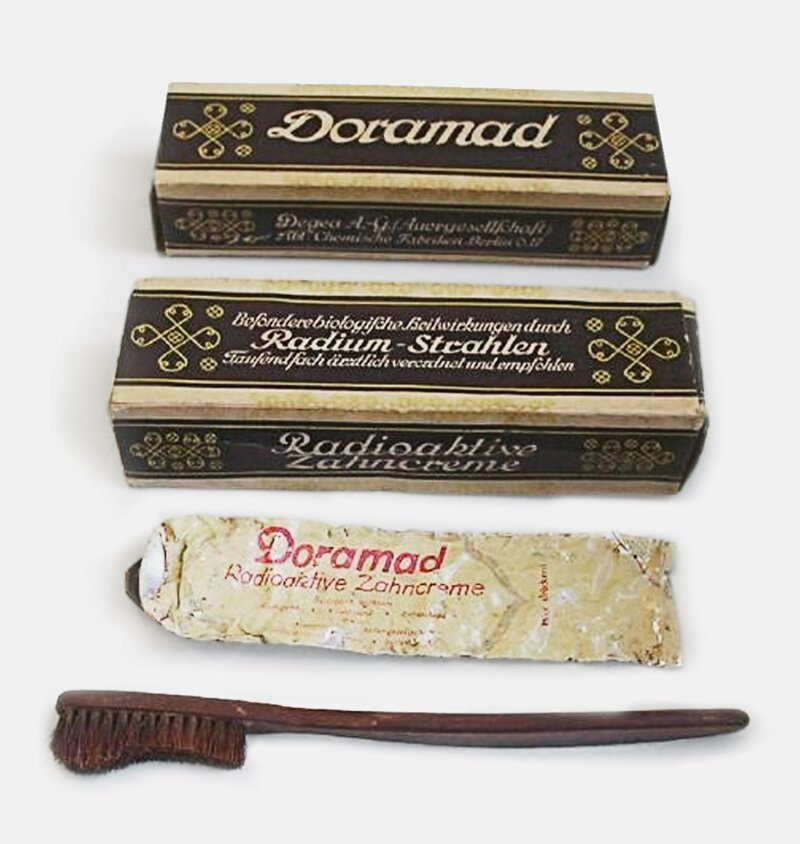 Doramad
Degea A.-G. (Auergesellschaft)
Abt. Chemische Fabriken Berlin O.17
Besondere biologische Heilwirkungen durch
Radium-Strahlen
Tausendfach ärztlich verordnet und empfohlen
Radioaktive
Zahncreme
Doramad
Radioaktive Zahncreme